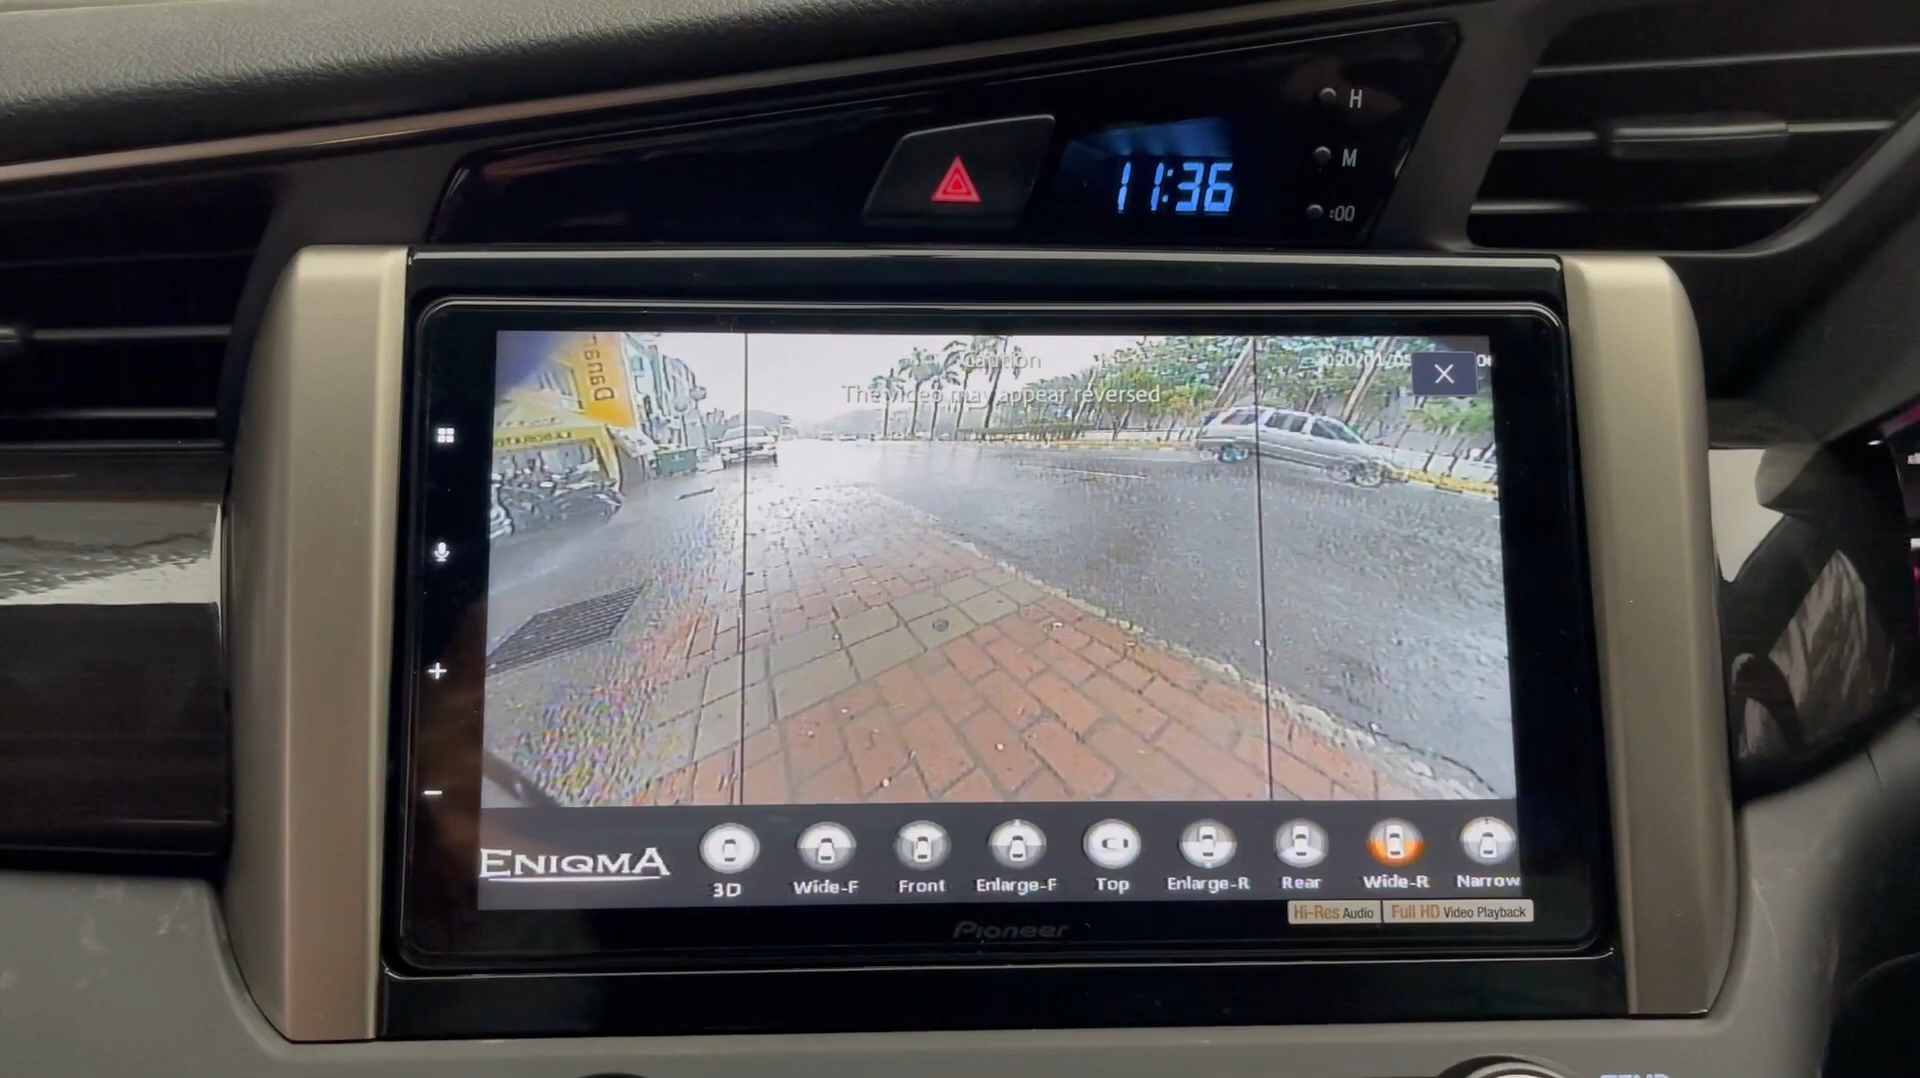 H
11:36
M
:00
Caution
The video may appear reversed
ENIQMA
3D
Wide-F
Front
Enlarge-F
Top
Enlarge-R
Rear
Wide-R
Narrow
Hi-Res Audio
Full HD Video Playback
Pioneer